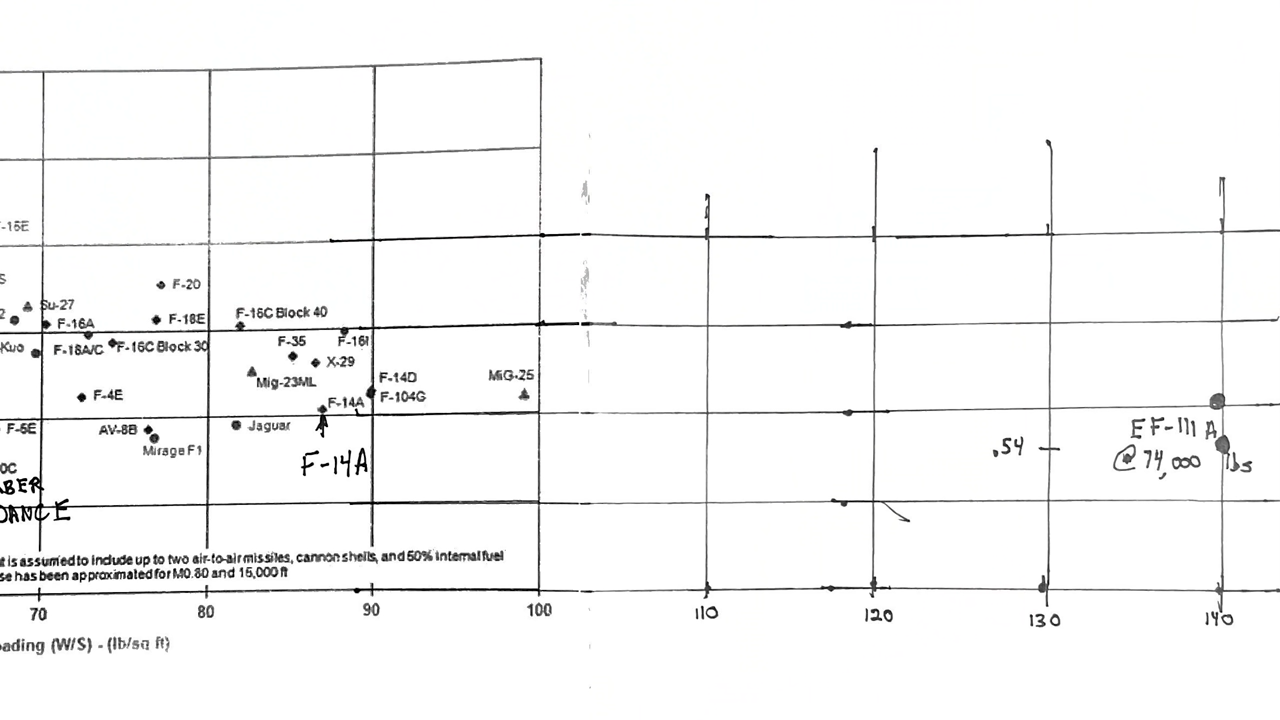 -15E
S
F-20
Su-27
2
F-16A
F-18E
F-16C Block 40
Kuo
F-18A/C
F-16C Block 30
F-35
F-16I
X-29
Mig-23ML
F-14D
MiG-25
F-4E
F-14A
F-104G
F-5E
AV-8B
Jaguar
EF-111A
Mirage F1
F-14A
.54
@ 74,000 lbs
0C
BER
DANCE
t is assumed to include up to two air-to-air missiles, cannon shells, and 50% internal fuel
se has been approximated for M0.80 and 15,000 ft
70 80 90 100 110 120 130 140
ading (W/S) - (lb/sq ft)